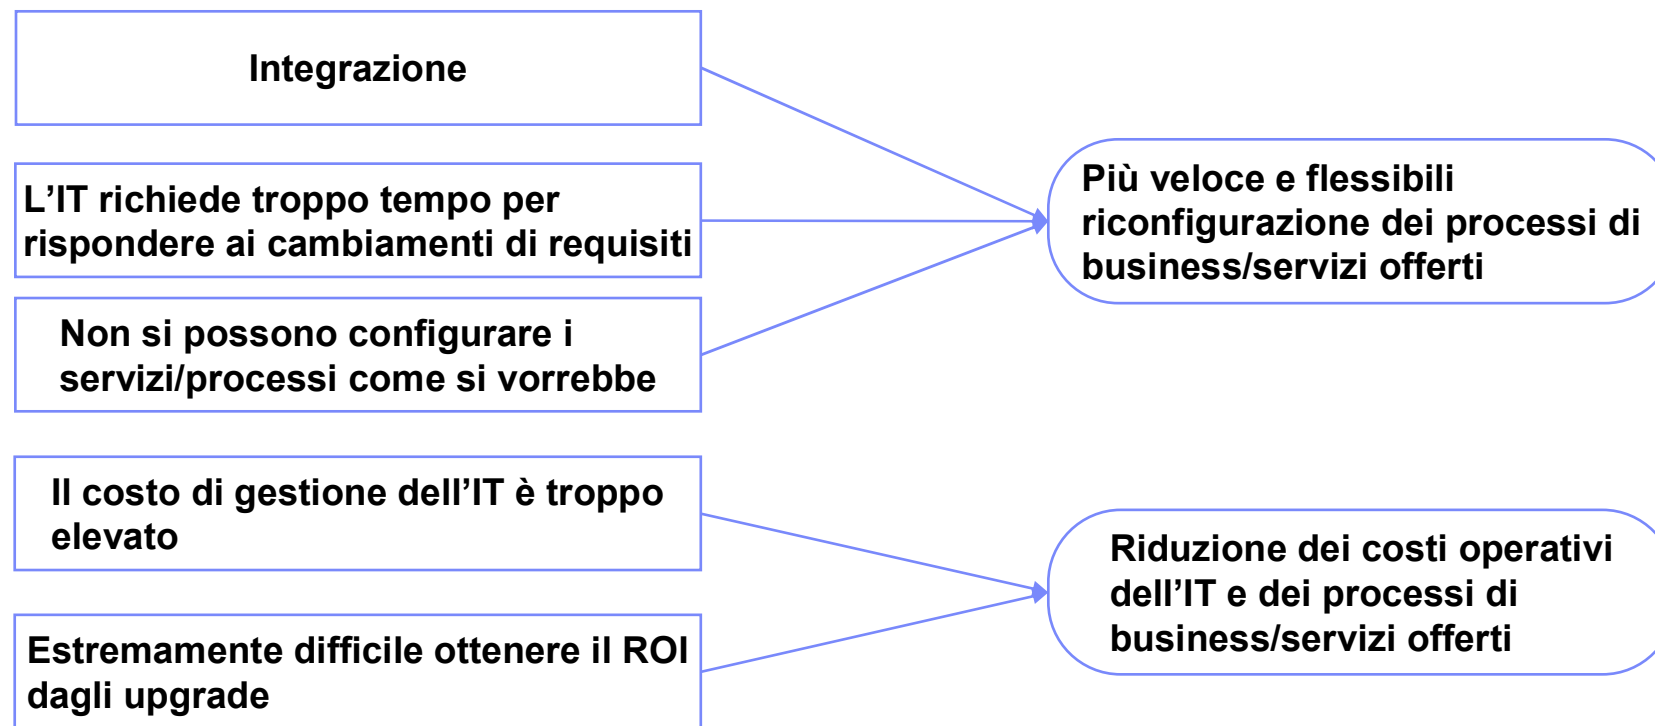 Integrazione
L’IT richiede troppo tempo per
rispondere ai cambiamenti di requisiti
Non si possono configurare i
servizi/processi come si vorrebbe
Più veloce e flessibili
riconfigurazione dei processi di
business/servizi offerti
Il costo di gestione dell’IT è troppo
elevato
Estremamente difficile ottenere il ROI
dagli upgrade
Riduzione dei costi operativi
dell’IT e dei processi di
business/servizi offerti